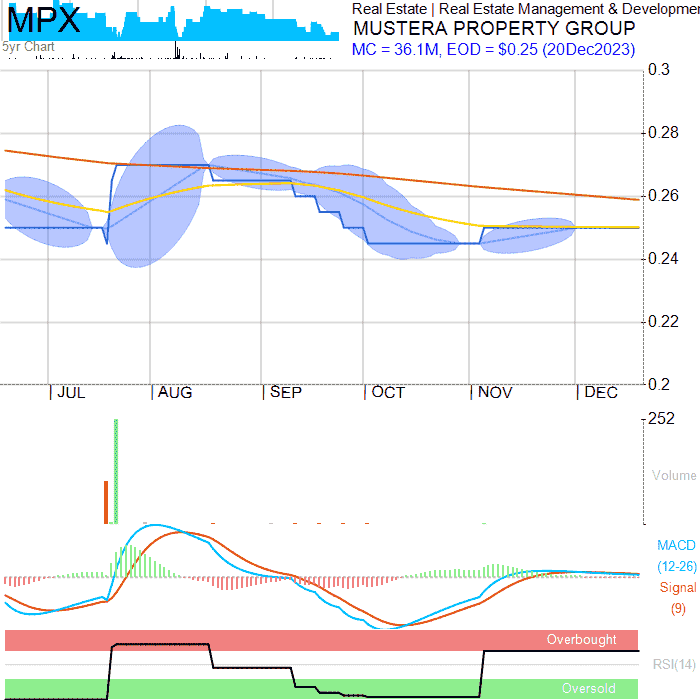 MPX
5yr Chart
Real Estate | Real Estate Management & Developmen
MUSTERA PROPERTY GROUP
MC = 36.1M, EOD = $0.25 (20Dec2023)
0.3
0.28
0.26
0.24
0.22
0.2
JUL AUG SEP OCT NOV DEC
252
Volume
MACD
(12-26)
Signal
(9)
Overbought
RSI(14)
Oversold